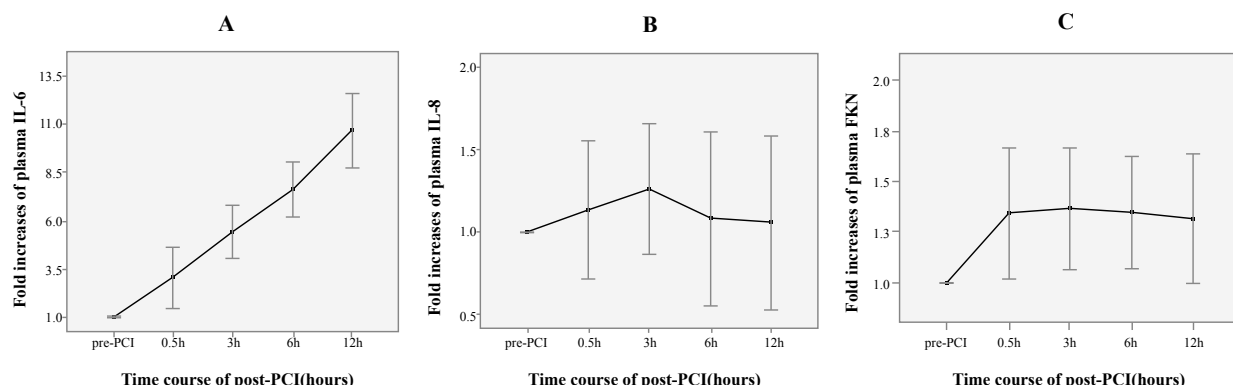 A
Fold increases of plasma IL-6
13.5
11.0
8.5
6.0
3.5
1.0
pre-PCI 0.5h 3h 6h 12h
Time course of post-PCI(hours)
B
Fold increases of plasma IL-8
2.0
1.5
1.0
0.5
pre-PCI 0.5h 3h 6h 12h
Time course of post-PCI(hours)
C
Fold increases of plasma FKN
2.0
1.8
1.5
1.3
1.0
pre-PCI 0.5h 3h 6h 12h
Time course of post-PCI(hours)